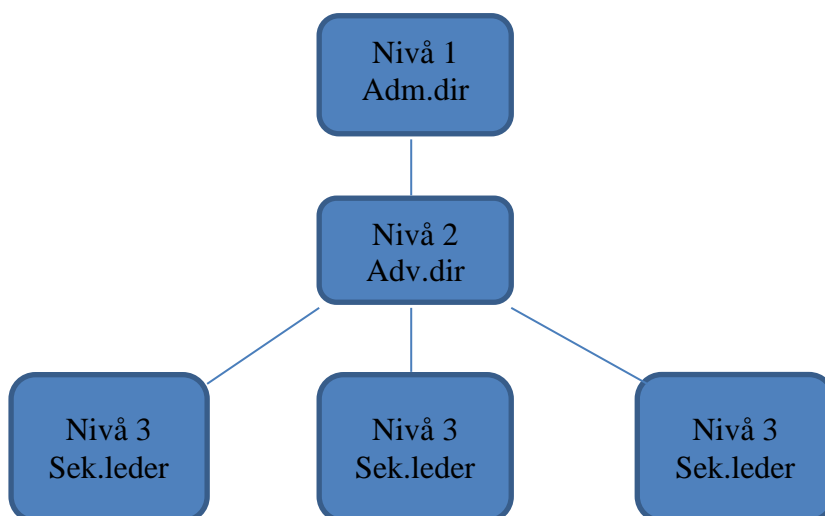 Nivå 1
Adm.dir
Nivå 2
Adv.dir
Nivå 3
Sek.leder
Nivå 3
Sek.leder
Nivå 3
Sek.leder